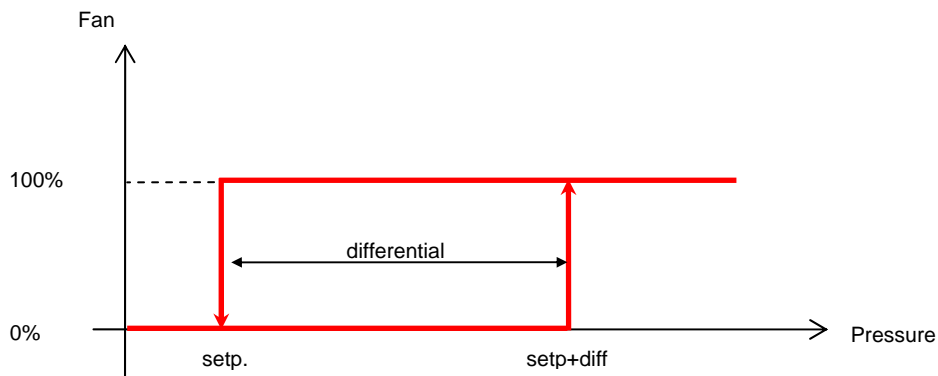 Fan
100%
differential
0%
Pressure
setp.
setp+diff